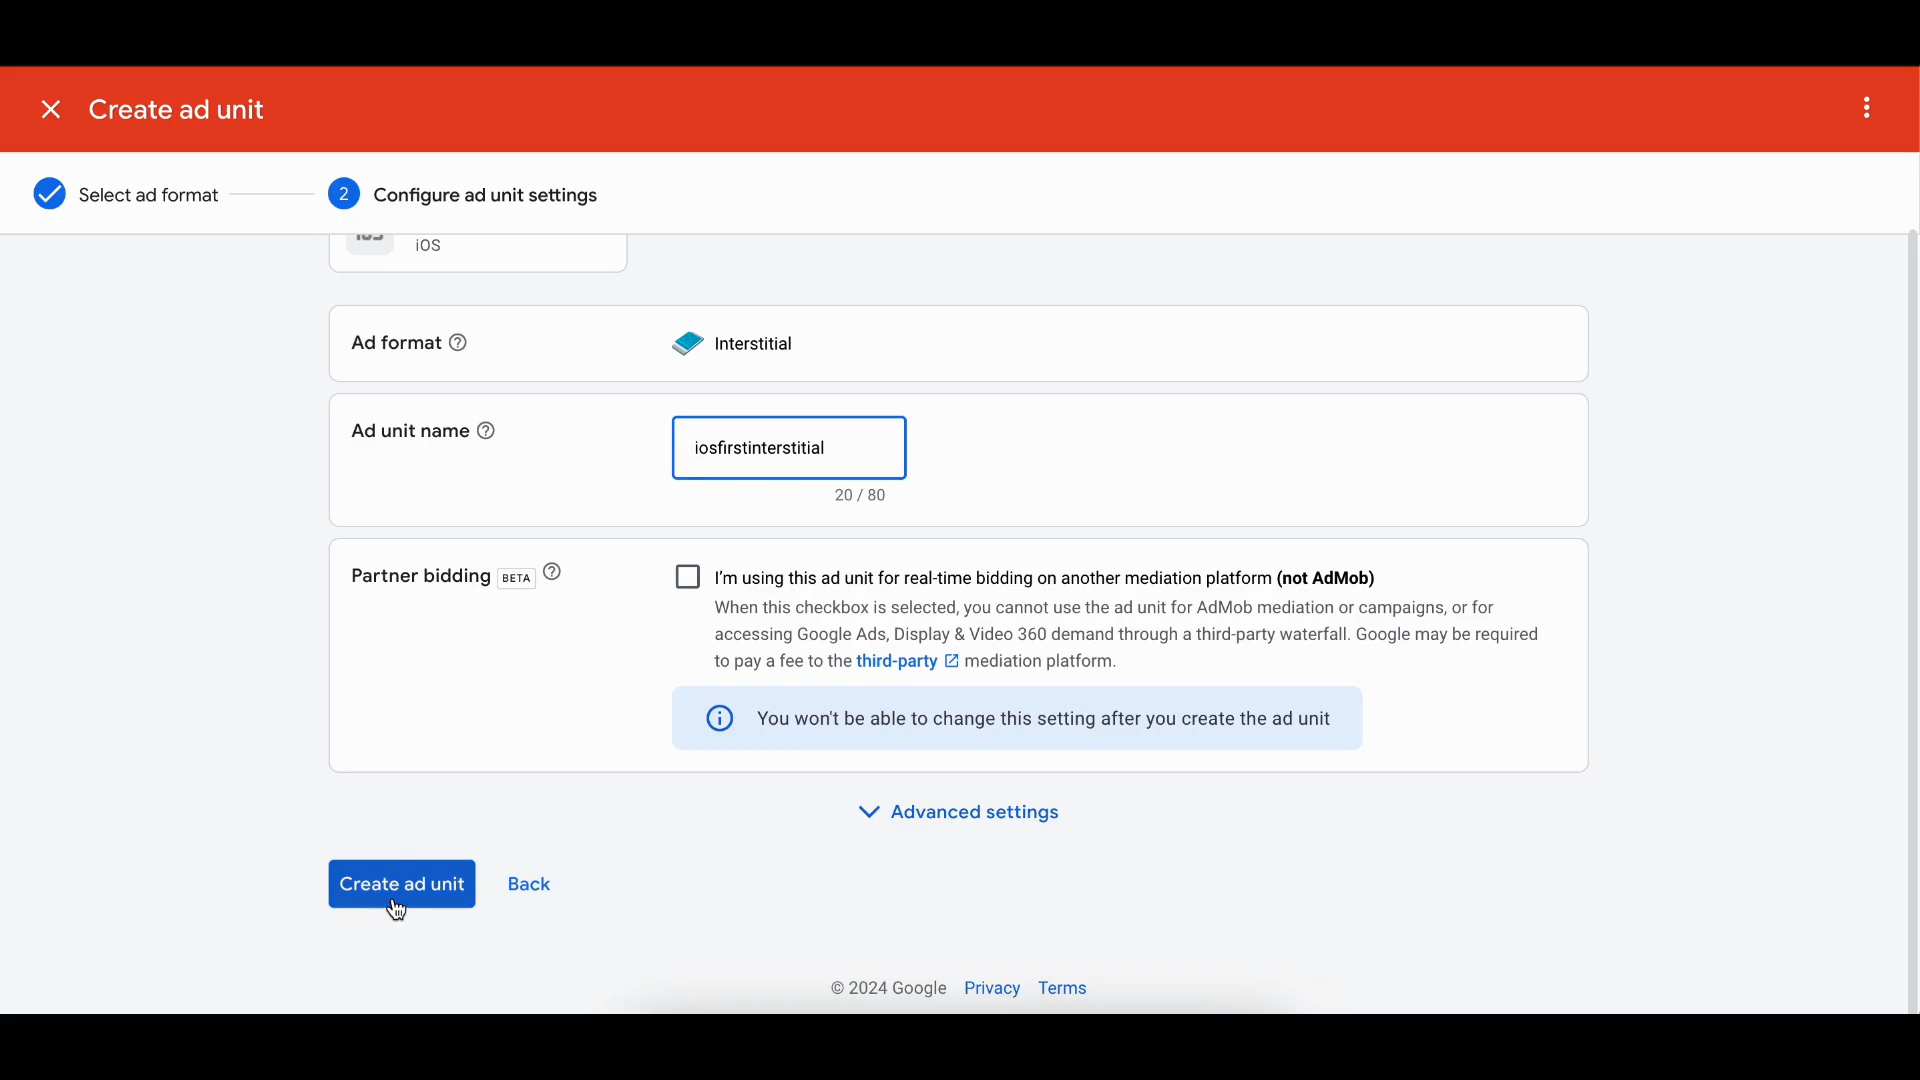 Create ad unit
Select ad format
2 Configure ad unit settings
iOS
Ad format
Interstitial
Ad unit name
iosfirstinterstitial
20 / 80
Partner bidding BETA
I'm using this ad unit for real-time bidding on another mediation platform (not AdMob)
When this checkbox is selected, you cannot use the ad unit for AdMob mediation or campaigns, or for
accessing Google Ads, Display & Video 360 demand through a third-party waterfall. Google may be required
to pay a fee to the third-party mediation platform.
You won't be able to change this setting after you create the ad unit
Advanced settings
Create ad unit
Back
© 2024 Google Privacy Terms